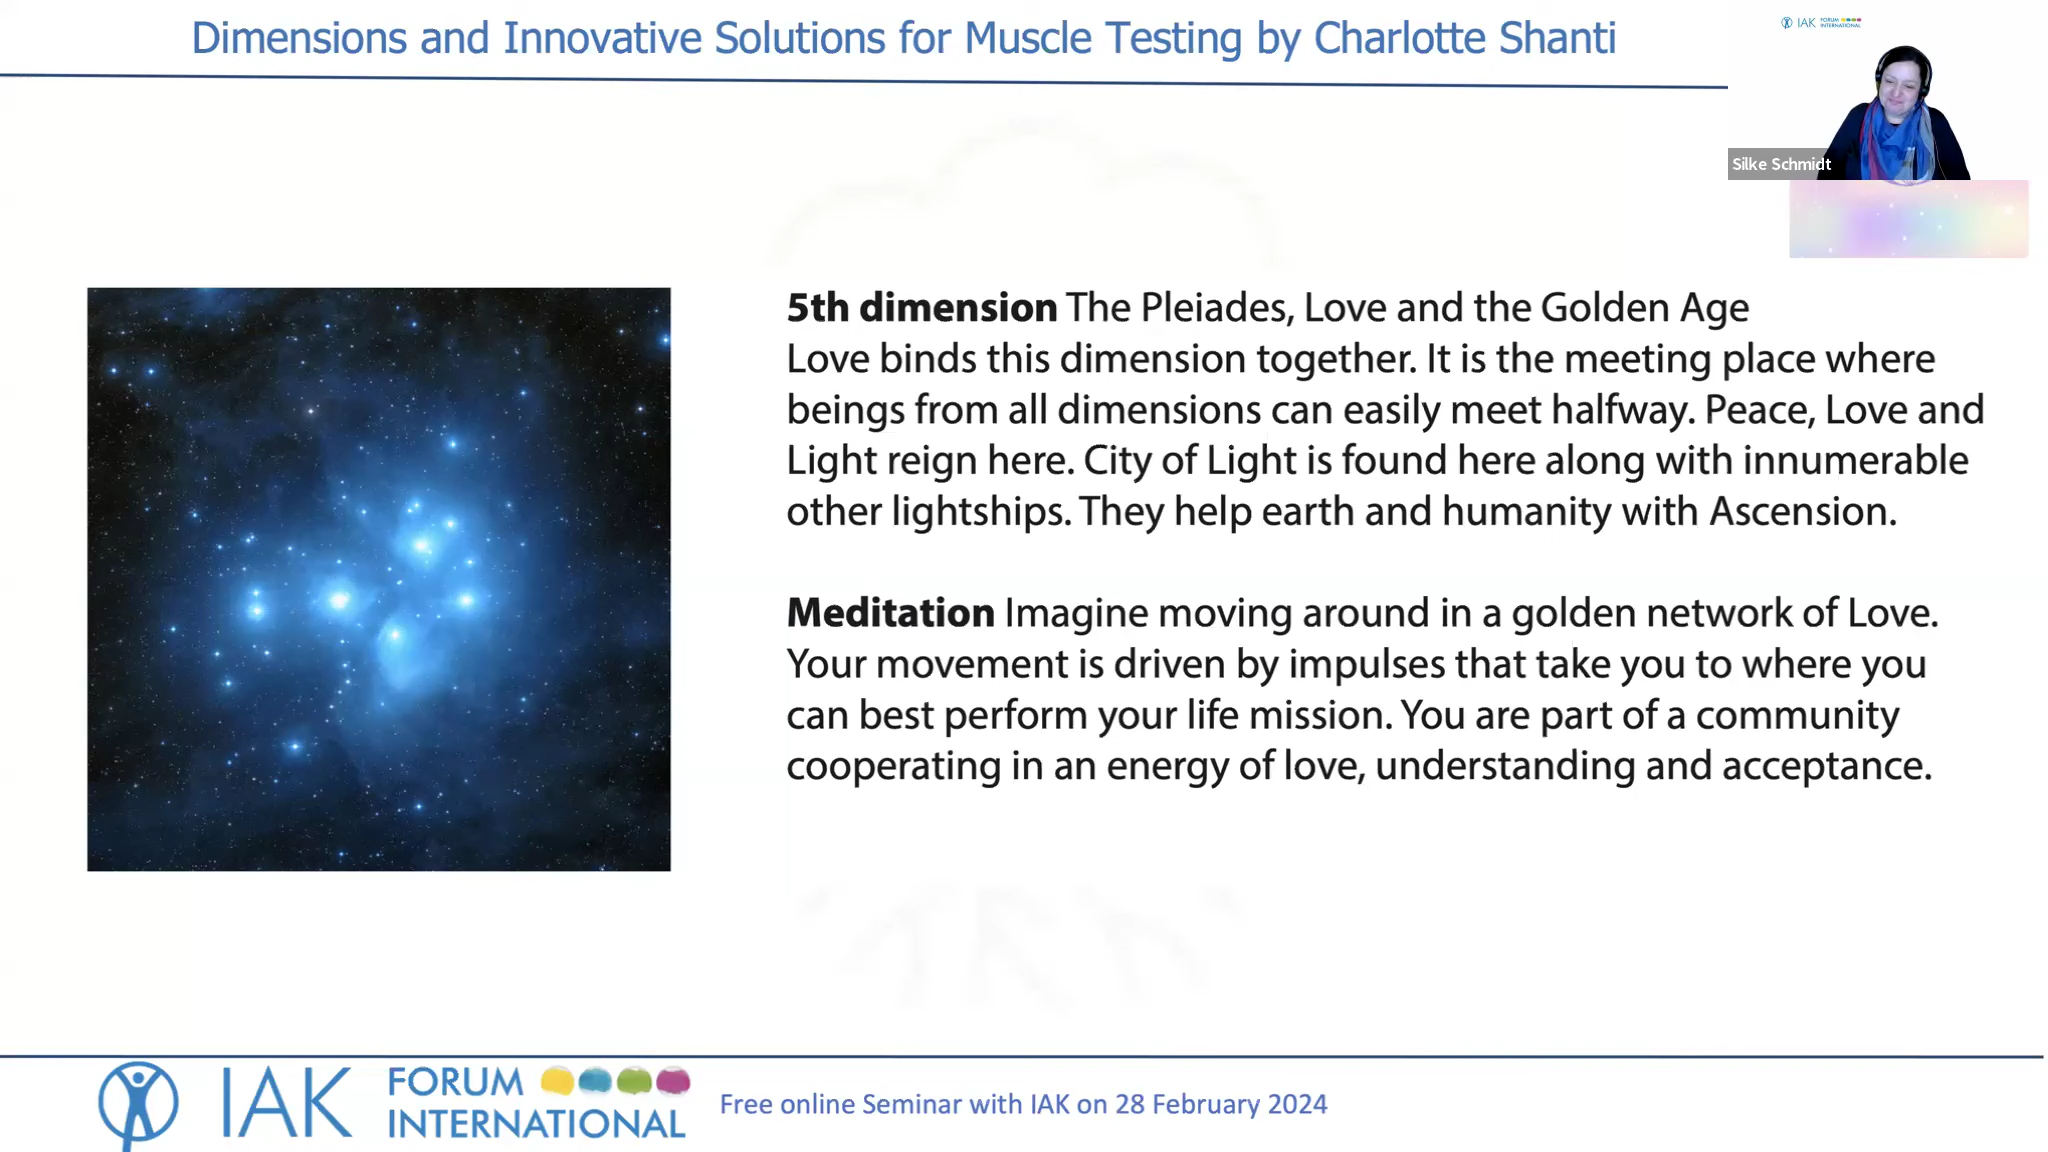 Dimensions and Innovative Solutions for Muscle Testing by Charlotte Shanti
IAK FORUM INTERNATIONAL
Silke Schmidt
5th dimension The Pleiades, Love and the Golden Age
Love binds this dimension together. It is the meeting place where
beings from all dimensions can easily meet halfway. Peace, Love and
Light reign here. City of Light is found here along with innumerable
other lightships. They help earth and humanity with Ascension.
Meditation Imagine moving around in a golden network of Love.
Your movement is driven by impulses that take you to where you
can best perform your life mission. You are part of a community
cooperating in an energy of love, understanding and acceptance.
IAK FORUM
INTERNATIONAL
Free online Seminar with IAK on 28 February 2024